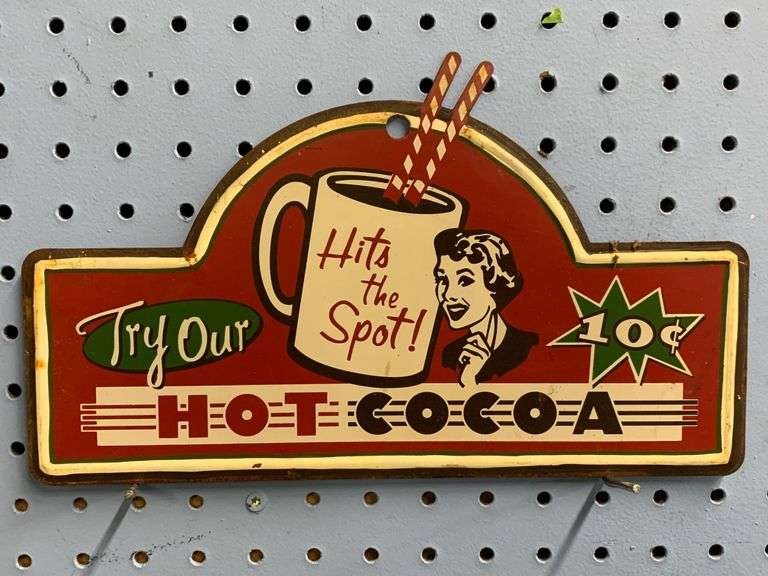 Hits
the
Spot!
Try Our
10¢
HOT COCOA